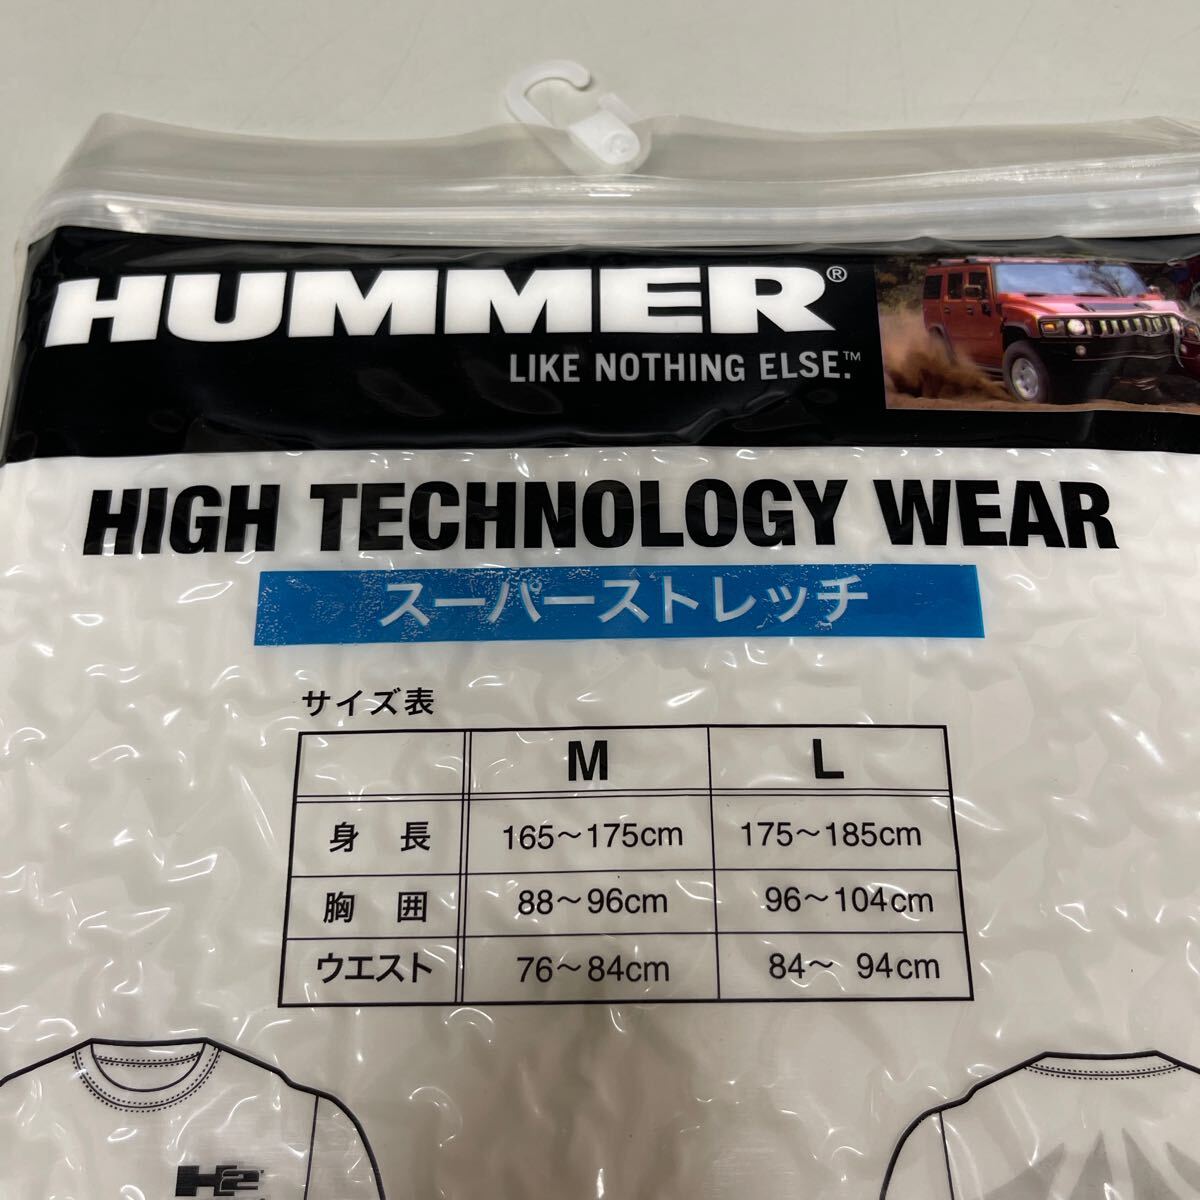 HUMMER®
LIKE NOTHING ELSE.™
HIGH TECHNOLOGY WEAR
スーパーストレッチ
サイズ表
M L
身長 165～175cm 175～185cm
胸囲 88～96cm 96～104cm
ウエスト 76～84cm 84～ 94cm
H2